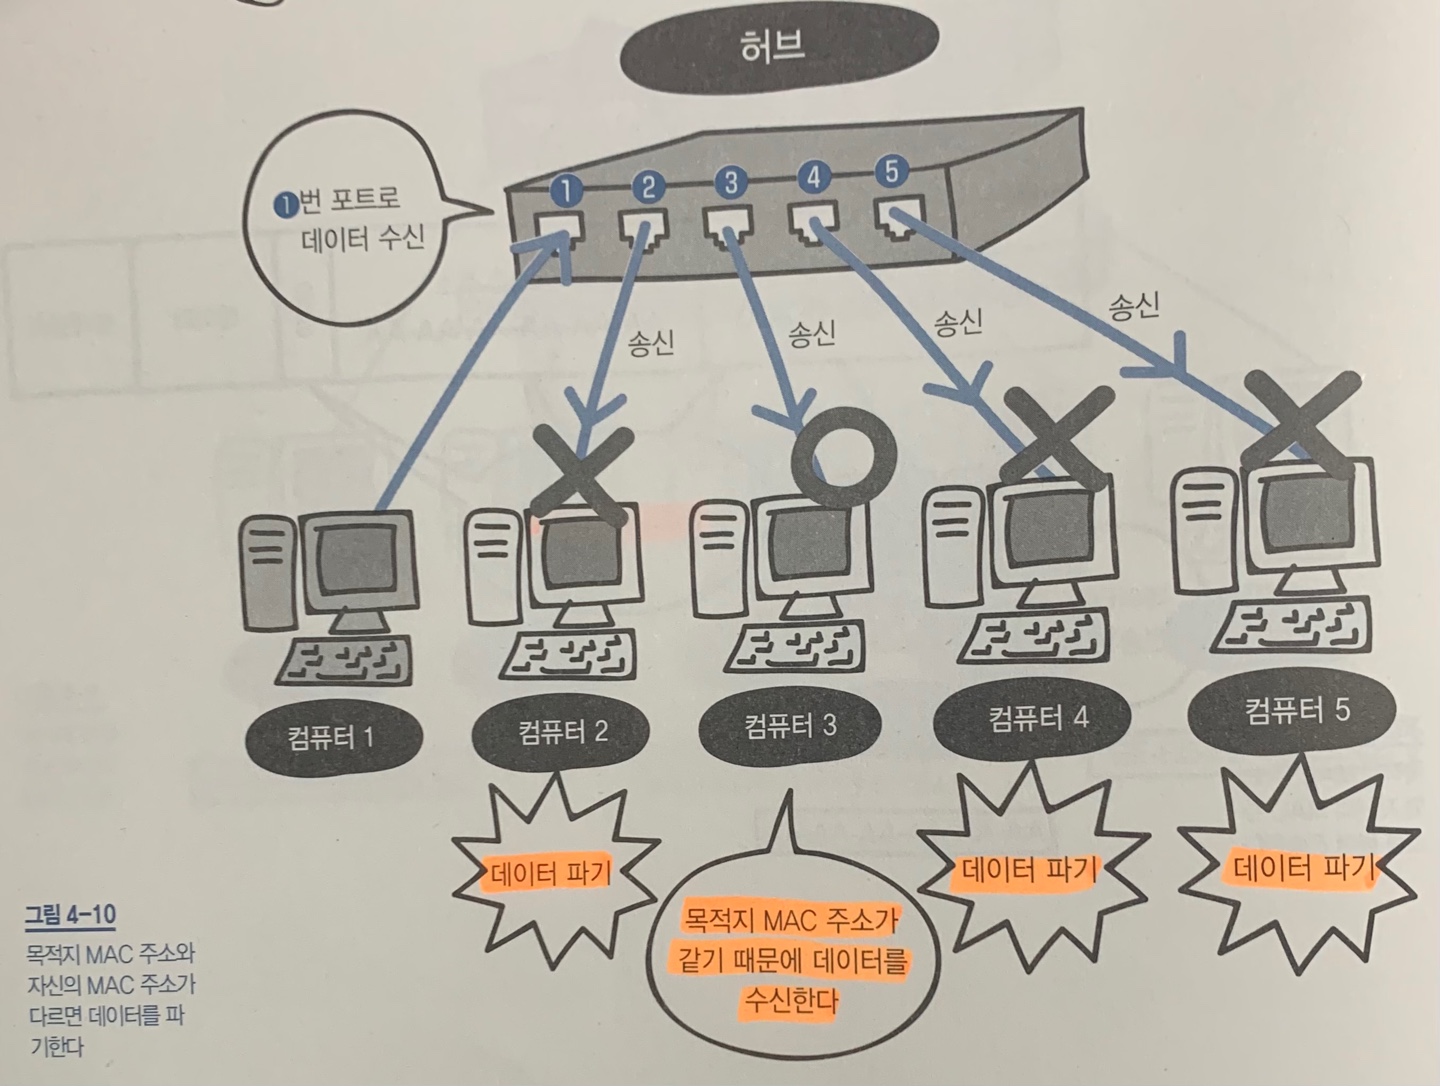 허브
1 2 3 4 5
1번 포트로
데이터 수신
송신 송신 송신 송신
컴퓨터 1 컴퓨터 2 컴퓨터 3 컴퓨터 4 컴퓨터 5
데이터 파기 데이터 파기 데이터 파기
목적지 MAC 주소가
같기 때문에 데이터를
수신한다
그림 4-10
목적지 MAC 주소와
자신의 MAC 주소가
다르면 데이터를 파
기한다